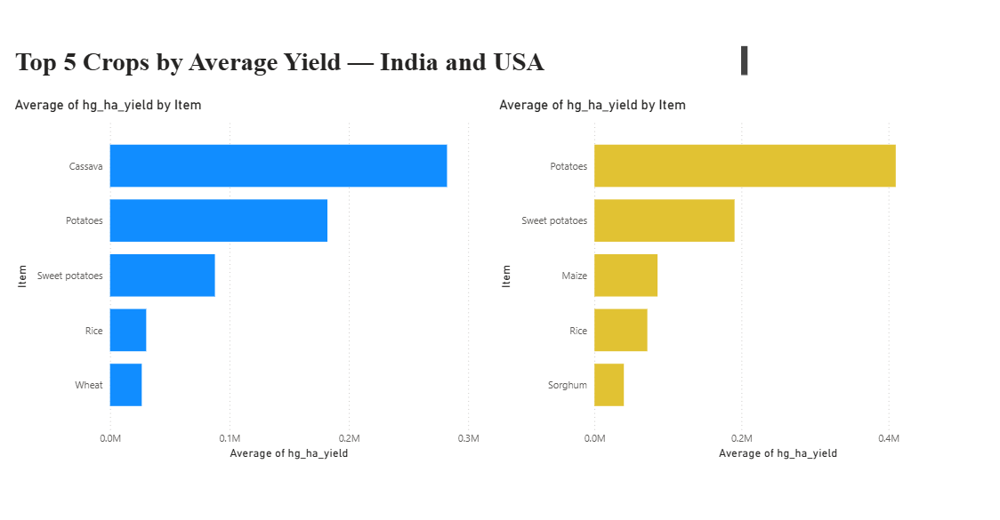 Top 5 Crops by Average Yield — India and USA
Average of hg_ha_yield by Item
Item
Cassava
Potatoes
Sweet potatoes
Rice
Wheat
0.0M 0.1M 0.2M 0.3M
Average of hg_ha_yield
Average of hg_ha_yield by Item
Item
Potatoes
Sweet potatoes
Maize
Rice
Sorghum
0.0M 0.2M 0.4M
Average of hg_ha_yield